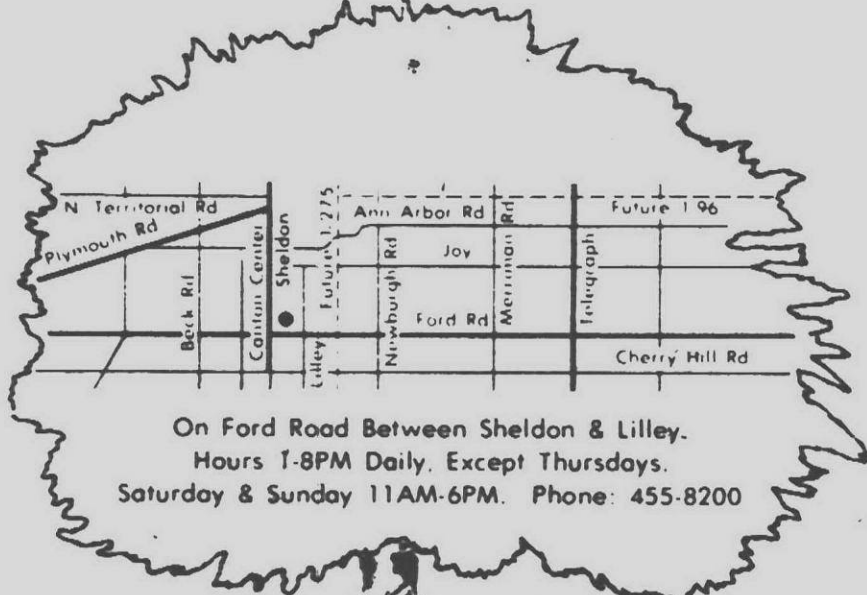 N Territorial Rd
Plymouth Rd
Beck Rd
Canton Center
Sheldon
Lilley
Future I 275
Ann Arbor Rd
Joy
Newburgh Rd
Ford Rd
Merriman Rd
Telegraph
Future I 96
Cherry Hill Rd
On Ford Road Between Sheldon & Lilley.
Hours 1-8PM Daily. Except Thursdays.
Saturday & Sunday 11AM-6PM. Phone: 455-8200